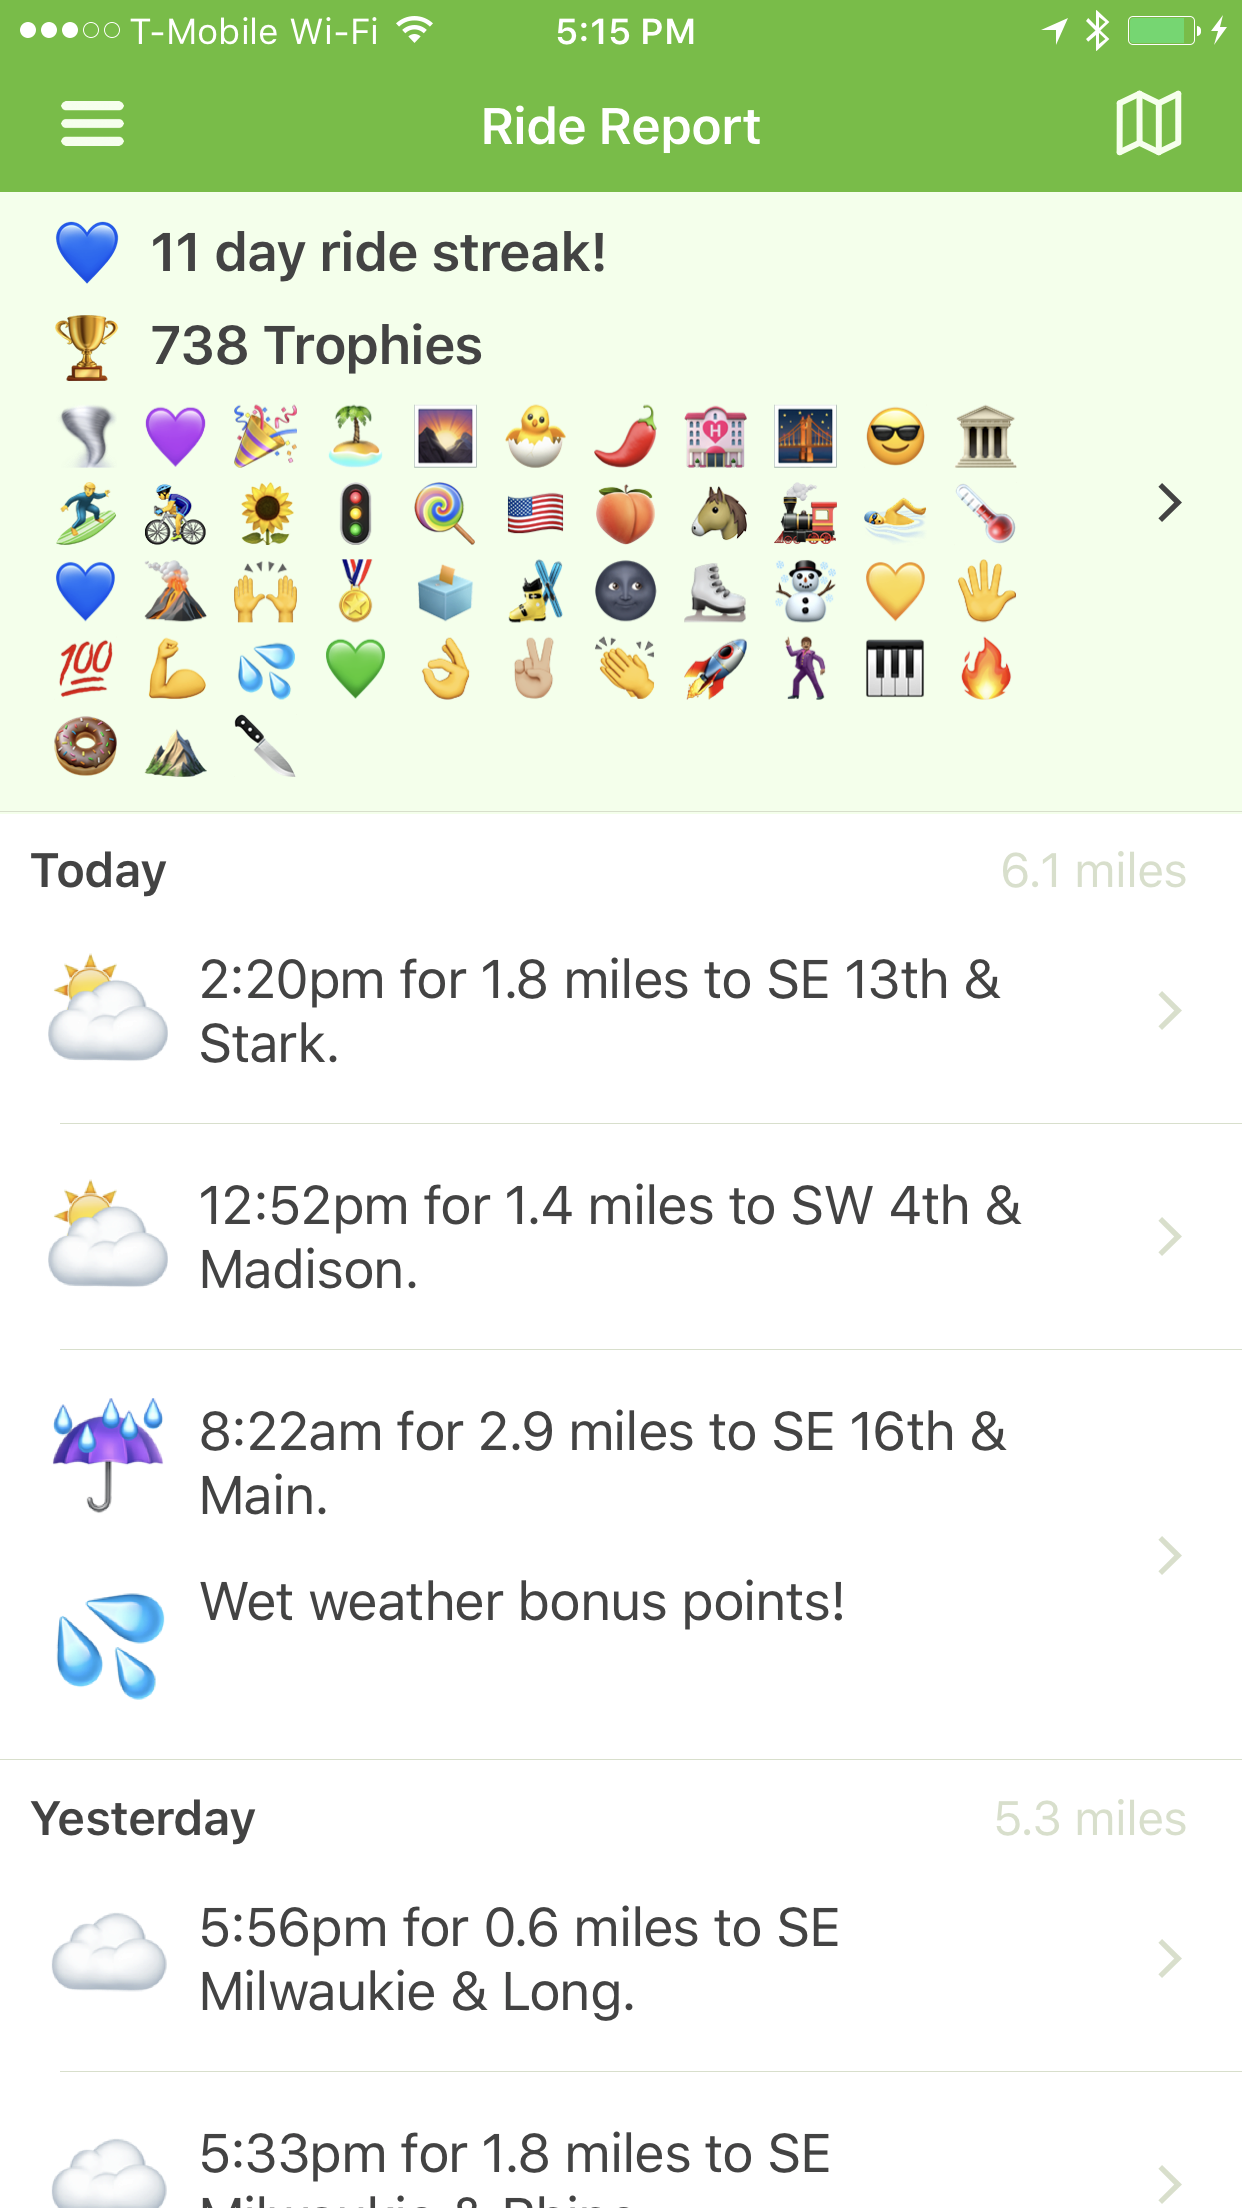 T-Mobile Wi-Fi 5:15 PM
Ride Report
11 day ride streak!
738 Trophies
Today 6.1 miles
2:20pm for 1.8 miles to SE 13th &
Stark.
12:52pm for 1.4 miles to SW 4th &
Madison.
8:22am for 2.9 miles to SE 16th &
Main.
Wet weather bonus points!
Yesterday 5.3 miles
5:56pm for 0.6 miles to SE
Milwaukie & Long.
5:33pm for 1.8 miles to SE
Milwaukie &